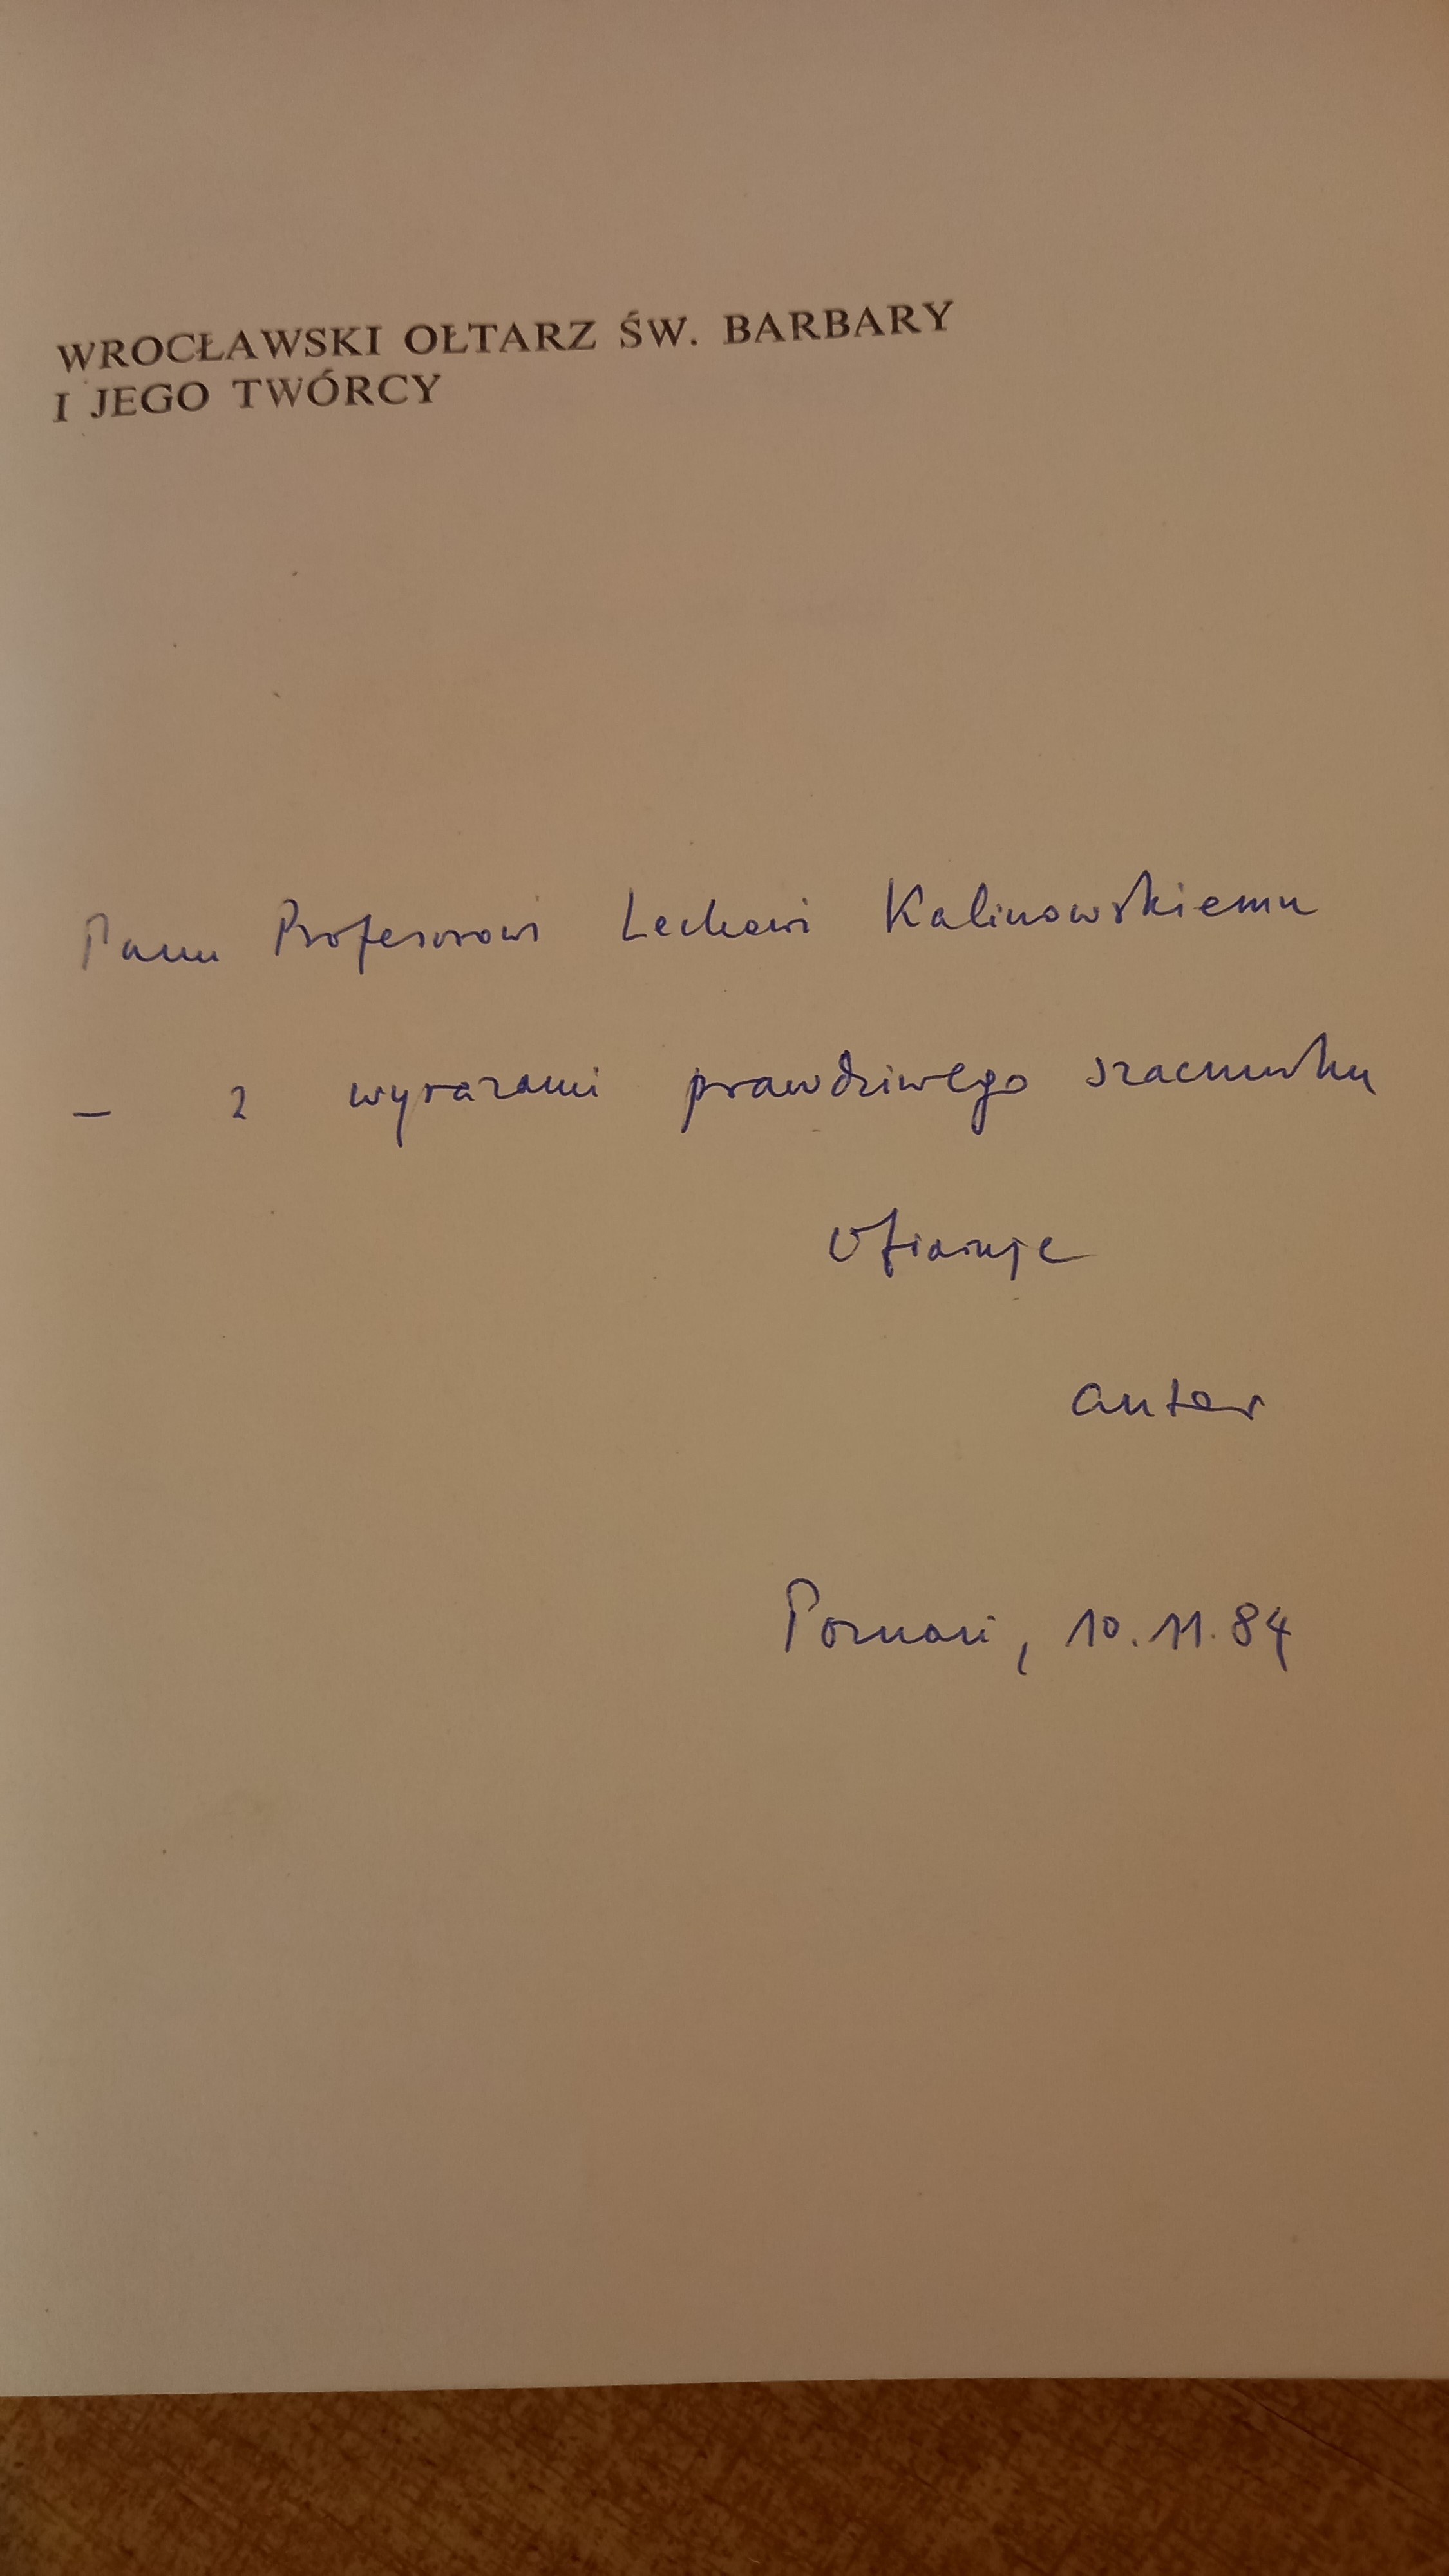 WROCŁAWSKI OŁTARZ ŚW. BARBARY
I JEGO TWÓRCY
Panu Profesorowi Lechowi Kalinowskiemu
– z wyrazami prawdziwego szacunku
Ofiaruje
autor
Poznań, 10.11.84